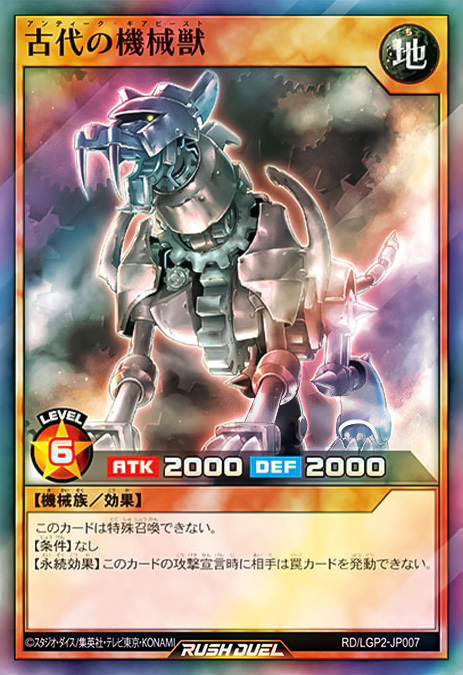 アンティーク・ギアビースト
古代の機械獣
地
LEVEL
6
ATK 2000 DEF 2000
【機械族／効果】
このカードは特殊召喚できない。
【条件】なし
【永続効果】このカードの攻撃宣言時に相手は罠カードを発動できない。
©スタジオ・ダイス/集英社・テレビ東京・KONAMI
RUSH DUEL
RD/LGP2-JP007